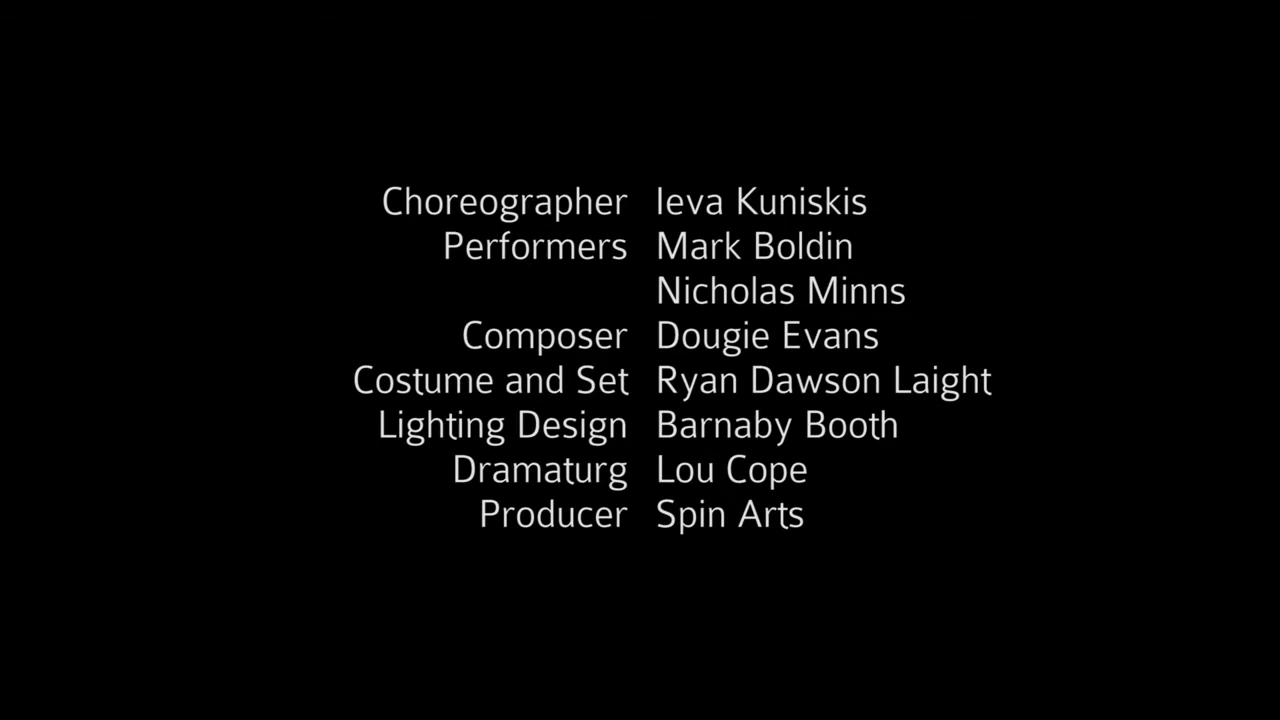 Choreographer Ieva Kuniskis
Performers Mark Boldin
Nicholas Minns
Composer Dougie Evans
Costume and Set Ryan Dawson Laight
Lighting Design Barnaby Booth
Dramaturg Lou Cope
Producer Spin Arts